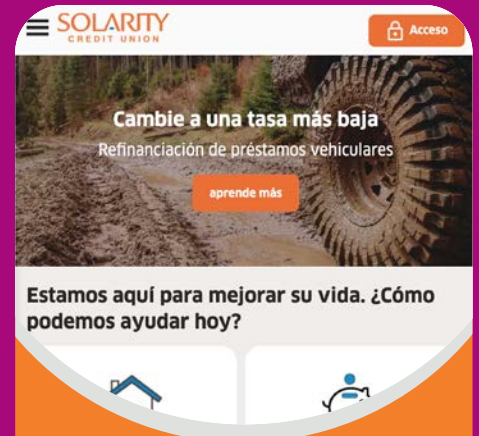 SOLARITY
CREDIT UNION
Acceso
Cambie a una tasa más baja
Refinanciación de préstamos vehiculares
aprende más
Estamos aquí para mejorar su vida. ¿Cómo
podemos ayudar hoy?